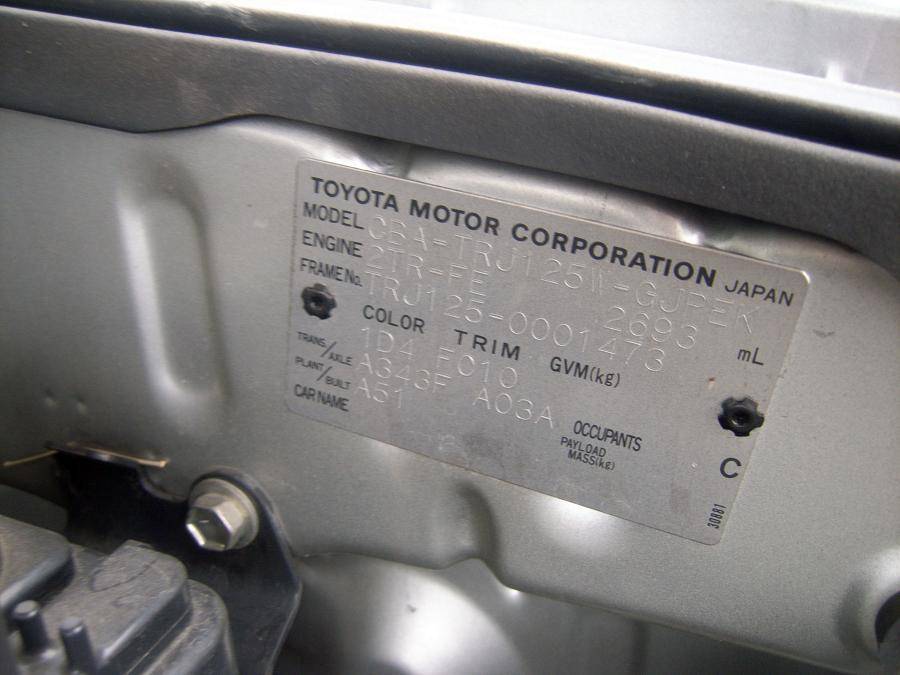 TOYOTA MOTOR CORPORATION JAPAN
MODEL CBA-TRJ125W-GJPEK
ENGINE 2TR-FE 2693 mL
FRAME No. TRJ125-0001473
COLOR TRIM GVM(kg)
1D4 FC10
TRANS/AXLE A343F A03A
PLANT/BUILT A51 OCCUPANTS
CAR NAME PAYLOAD MASS(kg)
C
30881